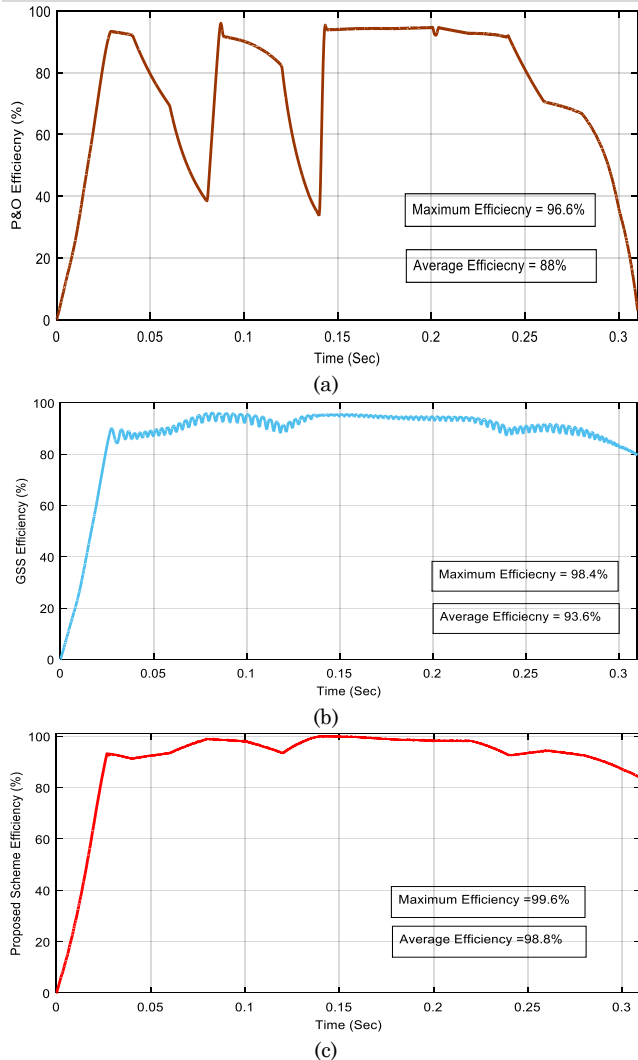 P&O Efficiecny (%)
100
80
60
40
20
0
Maximum Efficiecny = 96.6%
Average Efficiecny = 88%
0
0.05
0.1
0.15
0.2
0.25
0.3
Time (Sec)
(a)
GSS Efficiency (%)
100
80
60
40
20
0
Maximum Efficiecny = 98.4%
Average Efficiecny = 93.6%
0
0.05
0.1
0.15
0.2
0.25
0.3
Time (Sec)
(b)
Proposed Scheme Efficiency (%)
100
80
60
40
20
0
Maximum Efficiency =99.6%
Average Efficiency =98.8%
0
0.05
0.1
0.15
0.2
0.25
0.3
Time (Sec)
(c)